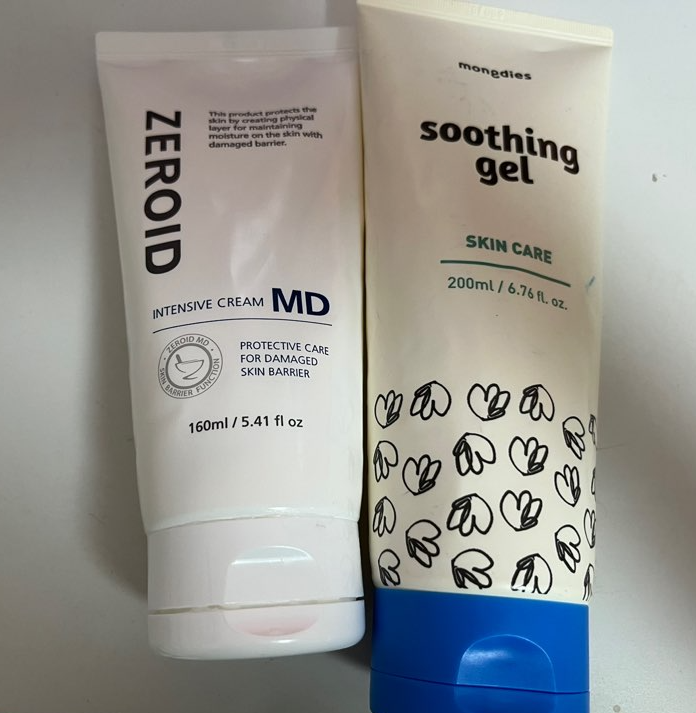 ZEROID
This product protects the
skin by creating physical
layer for maintaining
moisture on the skin with
damaged barrier.
INTENSIVE CREAM MD
ZEROID MD
SKIN BARRIER FUNCTION
PROTECTIVE CARE
FOR DAMAGED
SKIN BARRIER
160ml / 5.41 fl oz
mongdies
soothing
gel
SKIN CARE
200ml / 6.76 fl. oz.